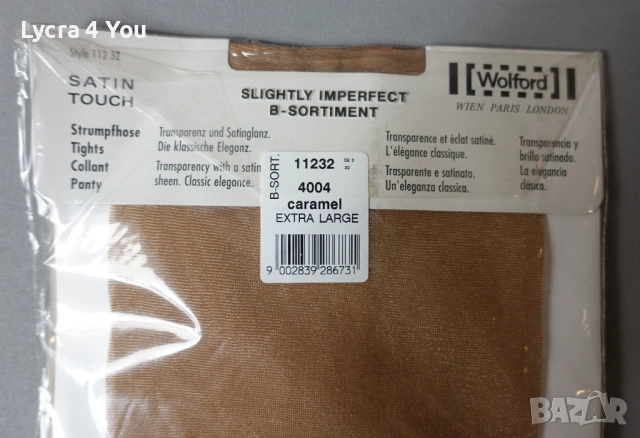 Lycra 4 You
Style 112 32
SATIN
TOUCH
SLIGHTLY IMPERFECT
B-SORTIMENT
Wolford
WIEN PARIS LONDON
Strumpfhose
Tights
Collant
Panty
Transparenz und Satinglanz.
Die klassische Eleganz.
Transparency with a satin
sheen. Classic elegance.
Transparence et éclat satiné.
L'élégance classique.
Trasparente e satinato.
Un'eleganza classica.
Transparencia y
brillo satinado.
La elegancia
clásica.
B-SORT.
11232
4004
caramel
EXTRA LARGE
9 002839 286731
BAZAR